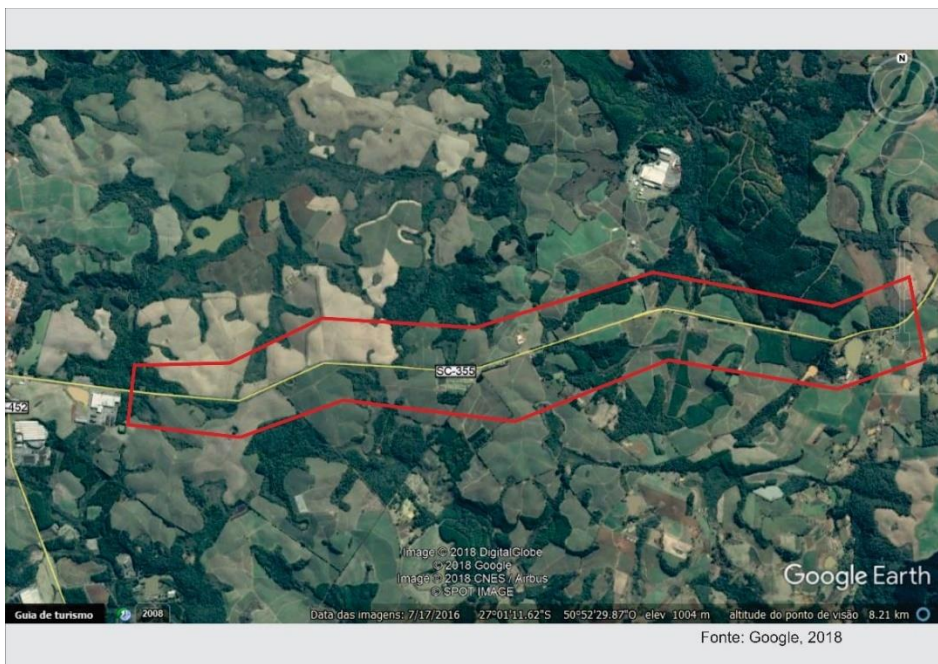 N
SC-355
-452
Image © 2018 DigitalGlobe
© 2018 Google
Image © 2018 CNES / Airbus
© SPOT IMAGE
Google Earth
Guia de turismo
2008
Data das imagens: 7/17/2016 27°01'11.62"S 50°52'29.87"O elev 1004 m altitude do ponto de visão 8.21 km
Fonte: Google, 2018